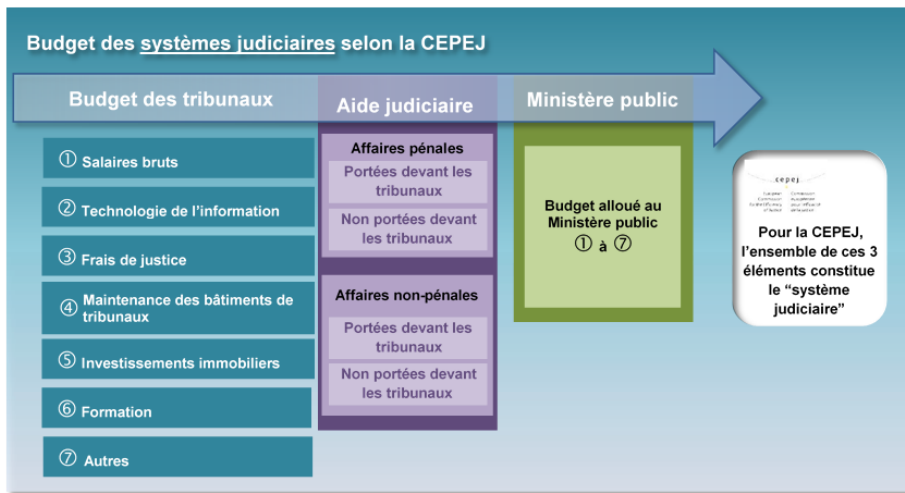 Budget des systèmes judiciaires selon la CEPEJ
Budget des tribunaux
Aide judiciaire
Ministère public
① Salaires bruts
② Technologie de l'information
③ Frais de justice
④ Maintenance des bâtiments de
tribunaux
⑤ Investissements immobiliers
⑥ Formation
⑦ Autres
Affaires pénales
Portées devant les
tribunaux
Non portées devant
les tribunaux
Affaires non-pénales
Portées devant les
tribunaux
Non portées devant
les tribunaux
Budget alloué au
Ministère public
① à ⑦
cepej
Pour la CEPEJ,
l'ensemble de ces 3
éléments constitue
le “système
judiciaire”